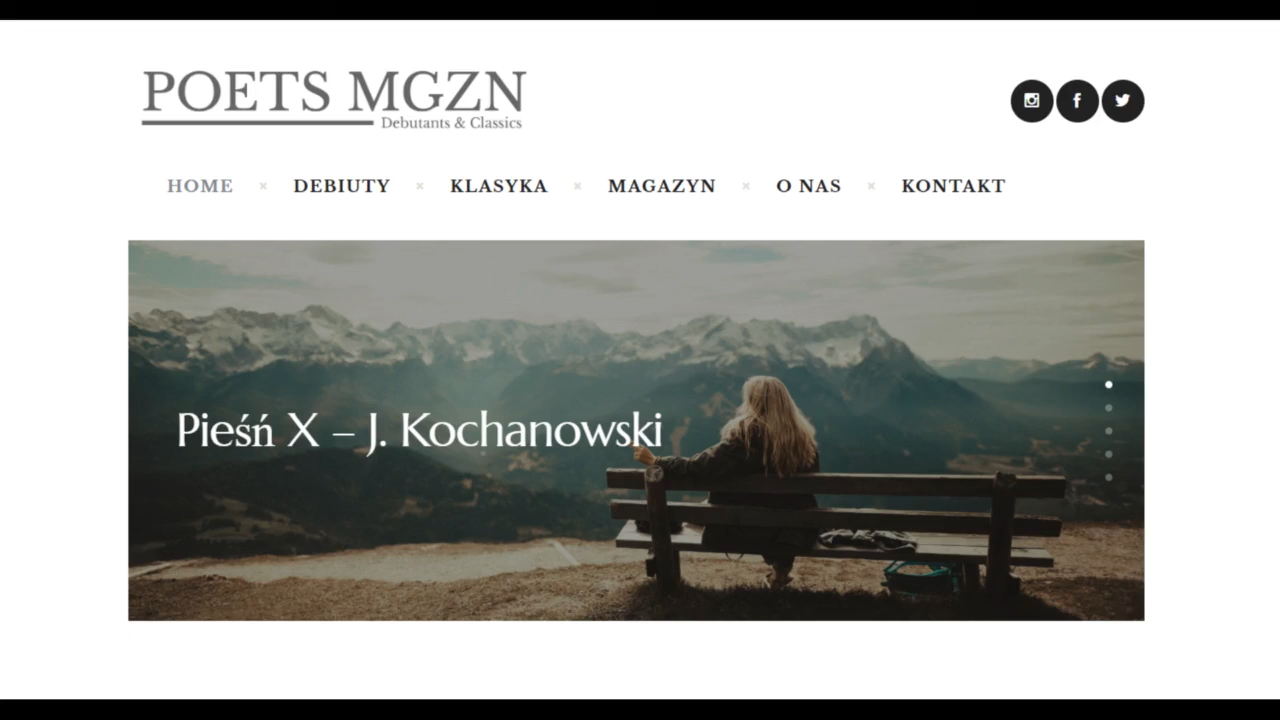 POETS MGZN
Debutants & Classics
HOME × DEBIUTY × KLASYKA × MAGAZYN × O NAS × KONTAKT
Pieśń X – J. Kochanowski